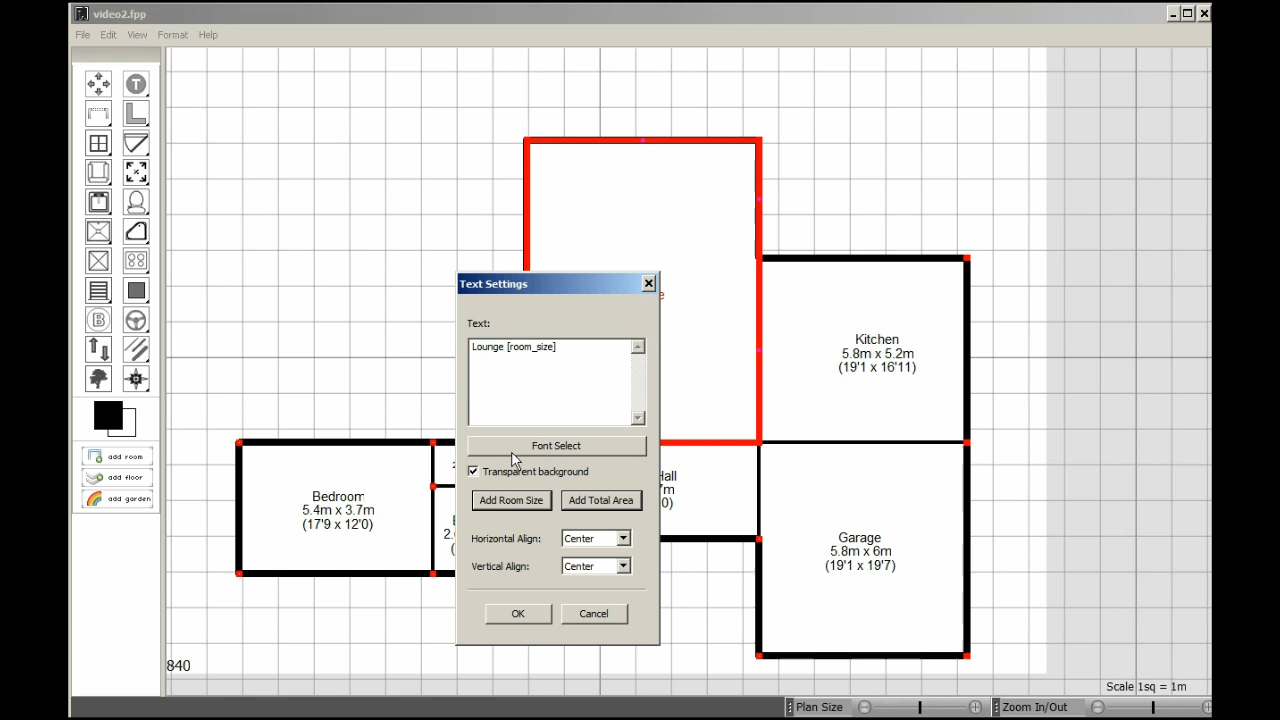 video2.fpp
File Edit View Format Help
T
B
add room
add floor
add garden
Kitchen
5.8m x 5.2m
(19'1 x 16'11)
Bedroom
5.4m x 3.7m
(17'9 x 12'0)
Hall
Garage
5.8m x 6m
(19'1 x 19'7)
Text Settings
Text:
Lounge [room_size]
Font Select
Transparent background
Add Room Size Add Total Area
Horizontal Align: Center
Vertical Align: Center
OK Cancel
840
Scale 1sq = 1m
Plan Size Zoom In/Out